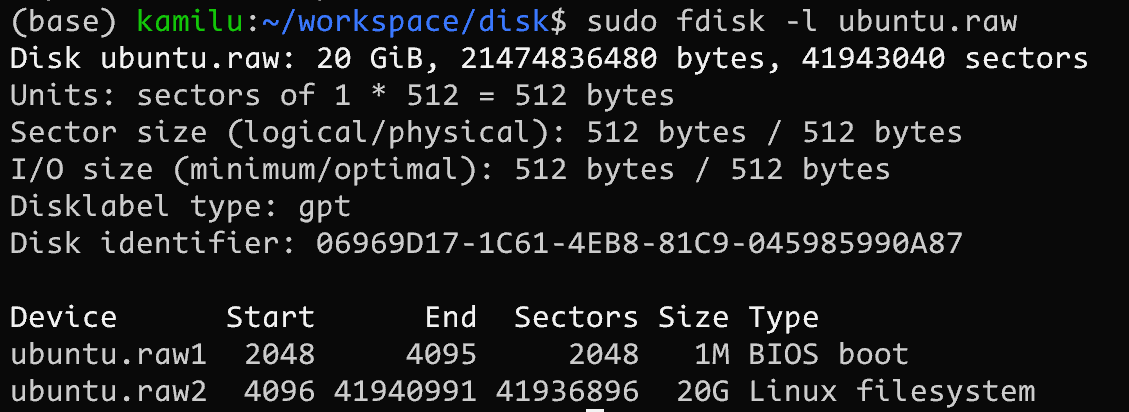 (base) kamilu:~/workspace/disk$ sudo fdisk -l ubuntu.raw
Disk ubuntu.raw: 20 GiB, 21474836480 bytes, 41943040 sectors
Units: sectors of 1 * 512 = 512 bytes
Sector size (logical/physical): 512 bytes / 512 bytes
I/O size (minimum/optimal): 512 bytes / 512 bytes
Disklabel type: gpt
Disk identifier: 06969D17-1C61-4EB8-81C9-045985990A87

Device      Start      End  Sectors Size Type
ubuntu.raw1  2048     4095     2048   1M BIOS boot
ubuntu.raw2  4096 41940991 41936896  20G Linux filesystem